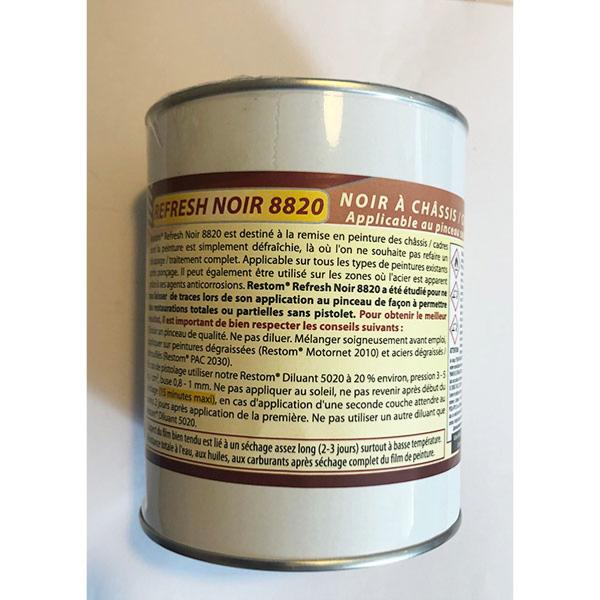 REFRESH NOIR 8820
NOIR À CHÂSSIS /
Applicable au pinceau
Refresh Noir 8820 est destiné à la remise en peinture des châssis / cadres
la peinture est simplement défraîchie, là où l'on ne souhaite pas refaire un
/ traitement complet. Applicable sur tous les types de peintures existants
ponçage. Il peut également être utilisé sur les zones où l'acier est apparent
agents anticorrosions. Restom® Refresh Noir 8820 a été étudié pour ne
laisser de traces lors de son application au pinceau de façon à permettre
restaurations totales ou partielles sans pistolet. Pour obtenir le meilleur
il est important de bien respecter les conseils suivants :
un pinceau de qualité. Ne pas diluer. Mélanger soigneusement avant emploi,
sur peintures dégraissées (Restom® Motornet 2010) et aciers dégraissés /
(Restom® PAC 2030).
de pistolage utiliser notre Restom® Diluant 5020 à 20 % environ, pression 3 - 5
cm², buse 0,8 - 1 mm. Ne pas appliquer au soleil, ne pas revenir après début du
(15 minutes maxi), en cas d'application d'une seconde couche attendre au
jours après application de la première. Ne pas utiliser un autre diluant que
Diluant 5020.
du film bien tendu est lié à un séchage assez long (2-3 jours) surtout à basse température.
totale à l'eau, aux huiles, aux carburants après séchage complet du film de peinture.